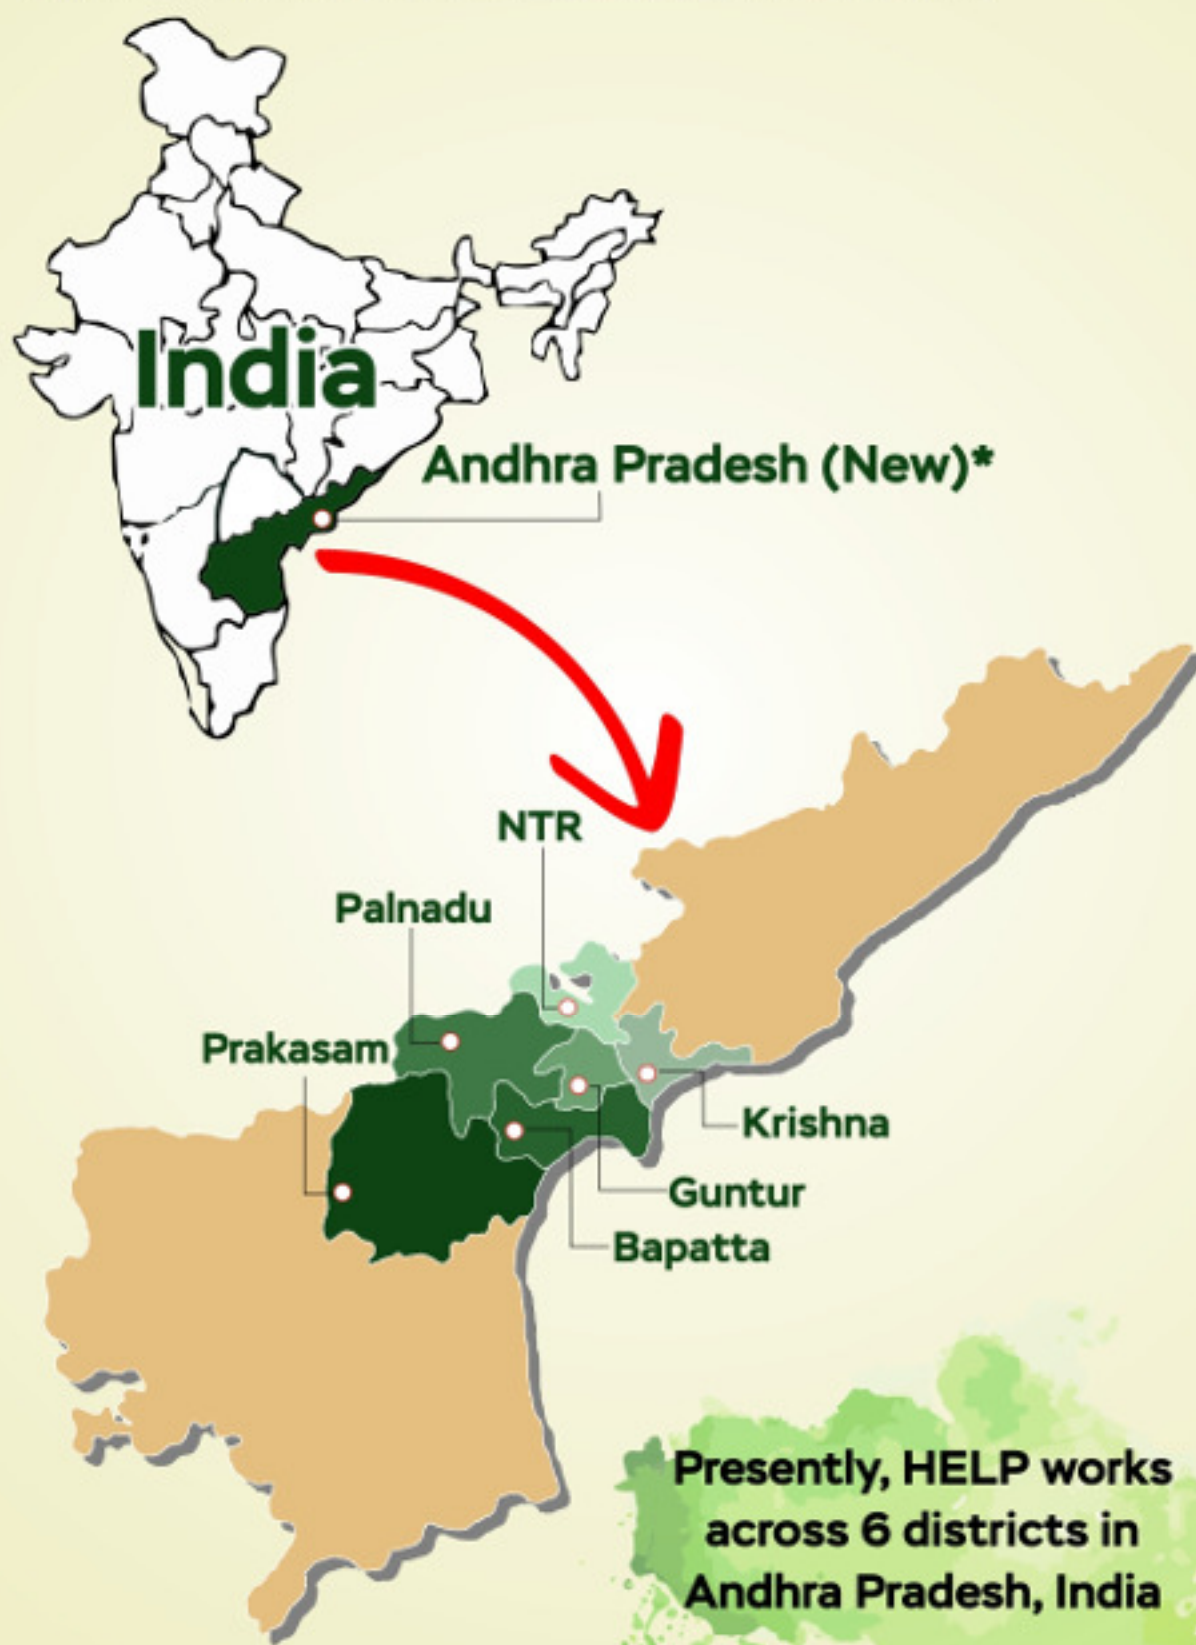 India
Andhra Pradesh (New)*
NTR
Palnadu
Prakasam
Krishna
Guntur
Bapatta
Presently, HELP works
across 6 districts in
Andhra Pradesh, India